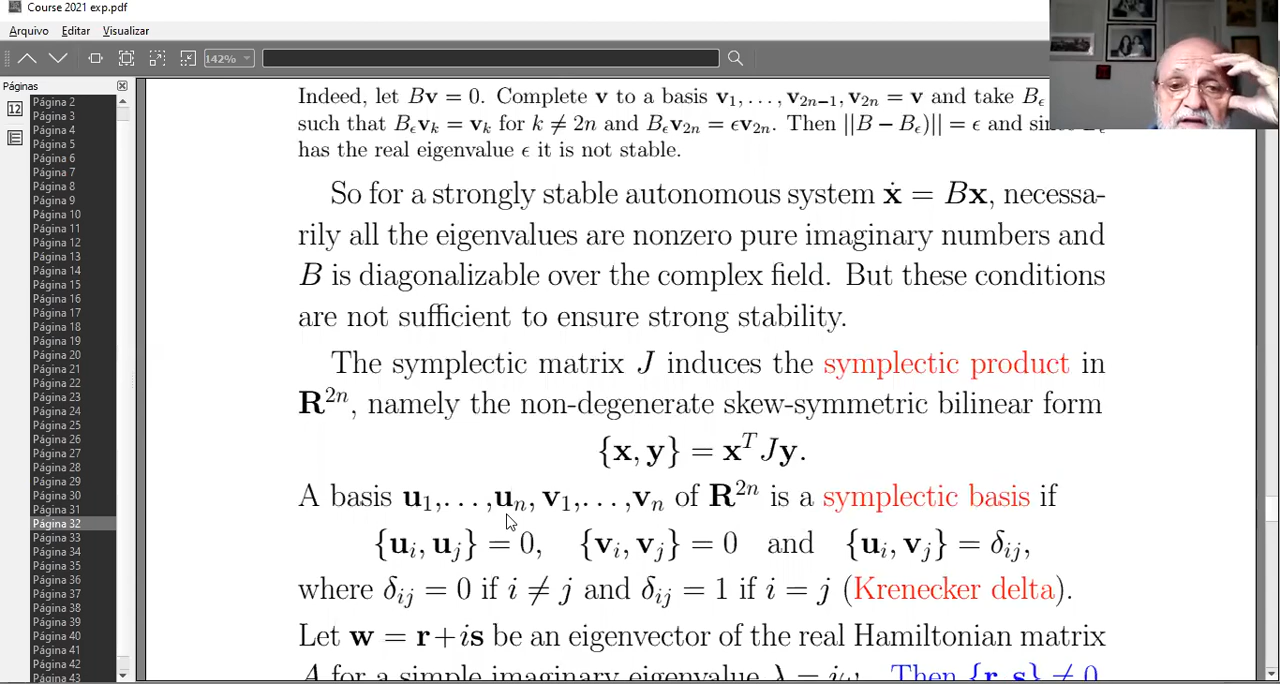 Course 2021 exp.pdf
Arquivo Editar Visualizar
142%
Páginas
12
Página 2
Página 3
Página 4
Página 5
Página 6
Página 7
Página 8
Página 9
Página 10
Página 11
Página 12
Página 13
Página 14
Página 15
Página 16
Página 17
Página 18
Página 19
Página 20
Página 21
Página 22
Página 23
Página 24
Página 25
Página 26
Página 27
Página 28
Página 29
Página 30
Página 31
Página 32
Página 33
Página 34
Página 35
Página 36
Página 37
Página 38
Página 39
Página 40
Página 41
Página 42
Página 43
Indeed, let Bv = 0. Complete v to a basis v₁, . . . , v₂ₙ₋₁, v₂ₙ = v and take Bϵ
such that Bϵvₖ = vₖ for k ≠ 2n and Bϵv₂ₙ = ϵv₂ₙ. Then ||B − Bϵ)|| = ϵ and since Bϵ
has the real eigenvalue ϵ it is not stable.
So for a strongly stable autonomous system ẋ = Bx, necessa-
rily all the eigenvalues are nonzero pure imaginary numbers and
B is diagonalizable over the complex field. But these conditions
are not sufficient to ensure strong stability.
The symplectic matrix J induces the symplectic product in
R²ⁿ, namely the non-degenerate skew-symmetric bilinear form
{x, y} = xᵀJy.
A basis u₁,. . .,uₙ, v₁,. . .,vₙ of R²ⁿ is a symplectic basis if
{uᵢ, uⱼ} = 0, {vᵢ, vⱼ} = 0 and {uᵢ, vⱼ} = δᵢⱼ,
where δᵢⱼ = 0 if i ≠ j and δᵢⱼ = 1 if i = j (Krenecker delta).
Let w = r+is be an eigenvector of the real Hamiltonian matrix
A for a simple imaginary eigenvalue λ = iω. Then {r, s} ≠ 0